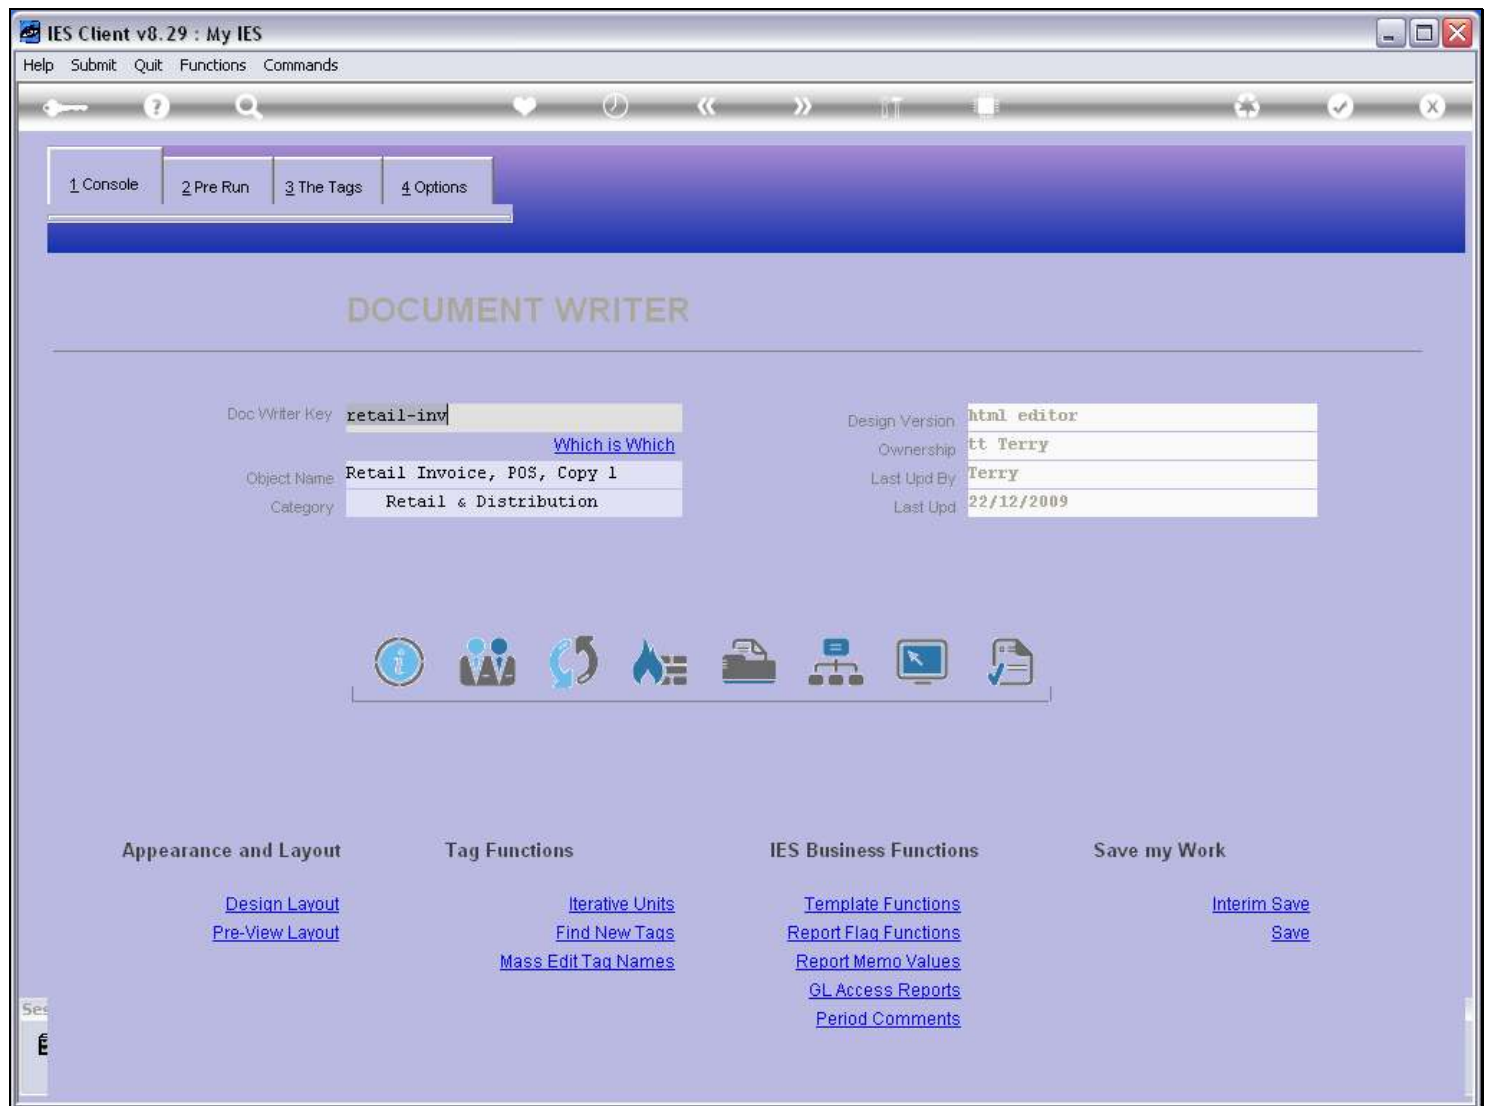 IES Client v8.29 : My IES
Help Submit Quit Functions Commands
1 Console 2 Pre Run 3 The Tags 4 Options
DOCUMENT WRITER
Doc Writer Key retail-inv
Which is Which
Object Name Retail Invoice, POS, Copy 1
Category Retail & Distribution
Design Version html editor
Ownership tt Terry
Last Upd By Terry
Last Upd 22/12/2009
Appearance and Layout
Design Layout
Pre-View Layout
Tag Functions
Iterative Units
Find New Tags
Mass Edit Tag Names
IES Business Functions
Template Functions
Report Flag Functions
Report Memo Values
GL Access Reports
Period Comments
Save my Work
Interim Save
Save